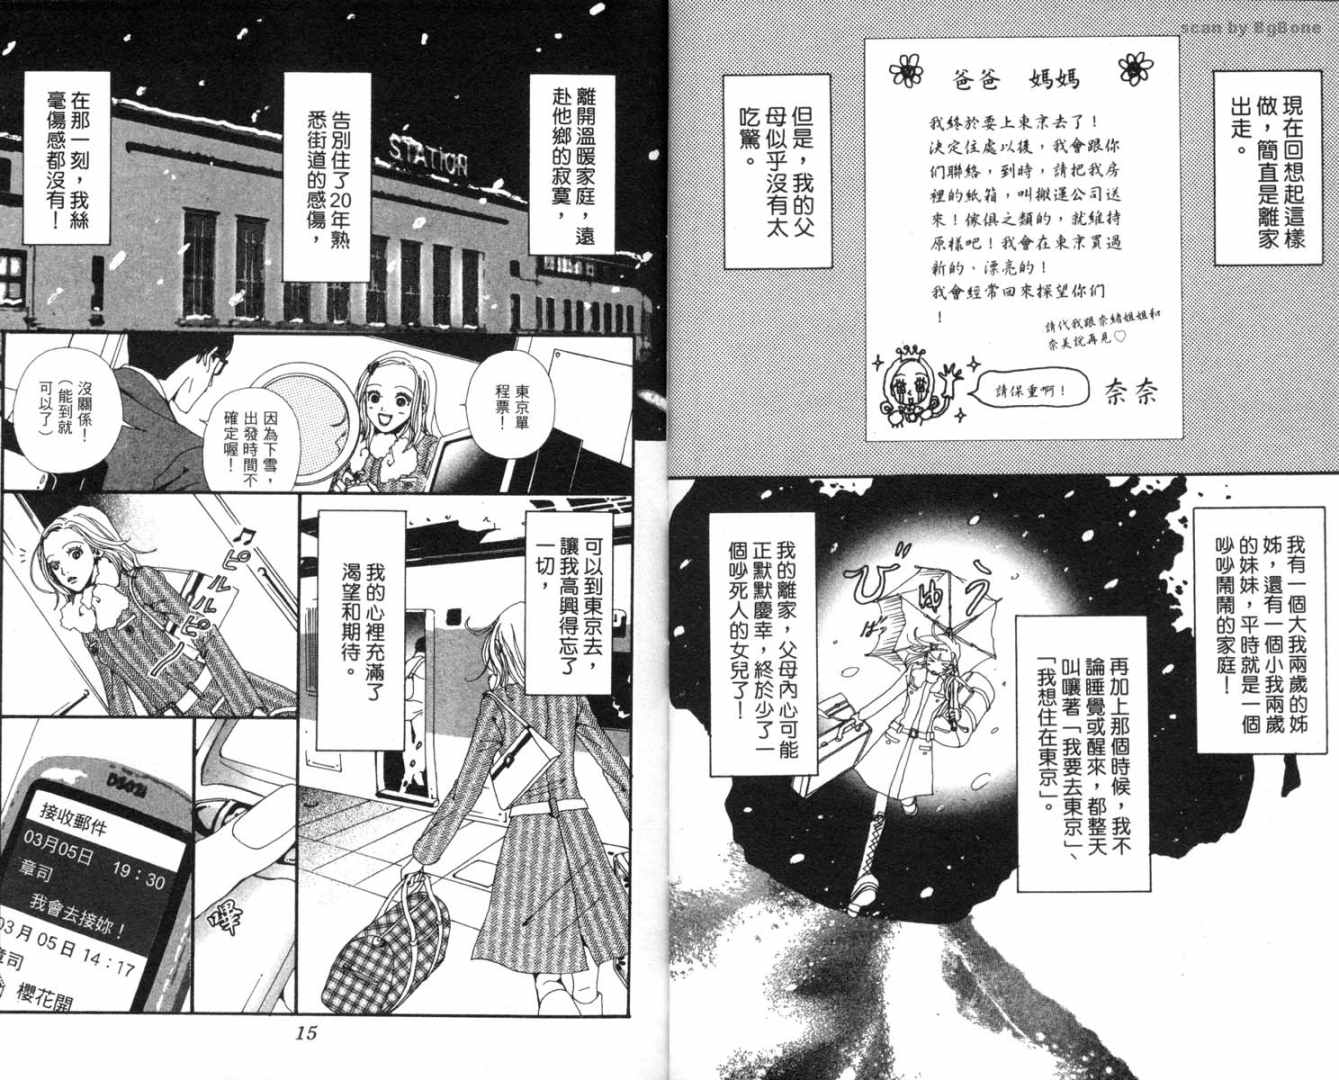 scan by BgBone
現在回想起這樣
做，簡直是離家
出走。
爸爸　媽媽
我終於要上東京去了！
決定住處以後，我會跟你
們聯絡，到時，請把我房
裡的紙箱，叫搬運公司送
來！傢俱之類的，就維持
原樣吧！我會在東京買過
新的、漂亮的！
我會經常回來探望你們
！
請代我跟奈緒姐姐和
奈美說再見♡
請保重啊！
奈奈
但是，我的父
母似乎沒有太
吃驚。
我有一個大我兩歲的姊
姊，還有一個小我兩歲
的妹妹，平時就是一個
吵吵鬧鬧的家庭！
再加上那個時候，我不
論睡覺或醒來，都整天
叫嚷著「我要去東京」、
「我想住在東京」。
びゅう
ばっ
我的離家，父母內心可能
正默默慶幸，終於少了一
個吵死人的女兒了！
離開溫暖家庭，遠
赴他鄉的寂寞，
STATION
告別住了20年熟
悉街道的感傷，
在那一刻，我絲
毫傷感都沒有！
東京單
程票！
因為下雪，
出發時間不
確定喔！
沒關係！
（能到就
可以了）
可以到東京去，
讓我高興得忘了
一切，
我的心裡充滿了
渴望和期待。
♪ピルルル
ピルル
嗶
D502i
接收郵件
03月05日　19：30
章司
我會去接妳！
03月05日 14：17
章司
櫻花開
15